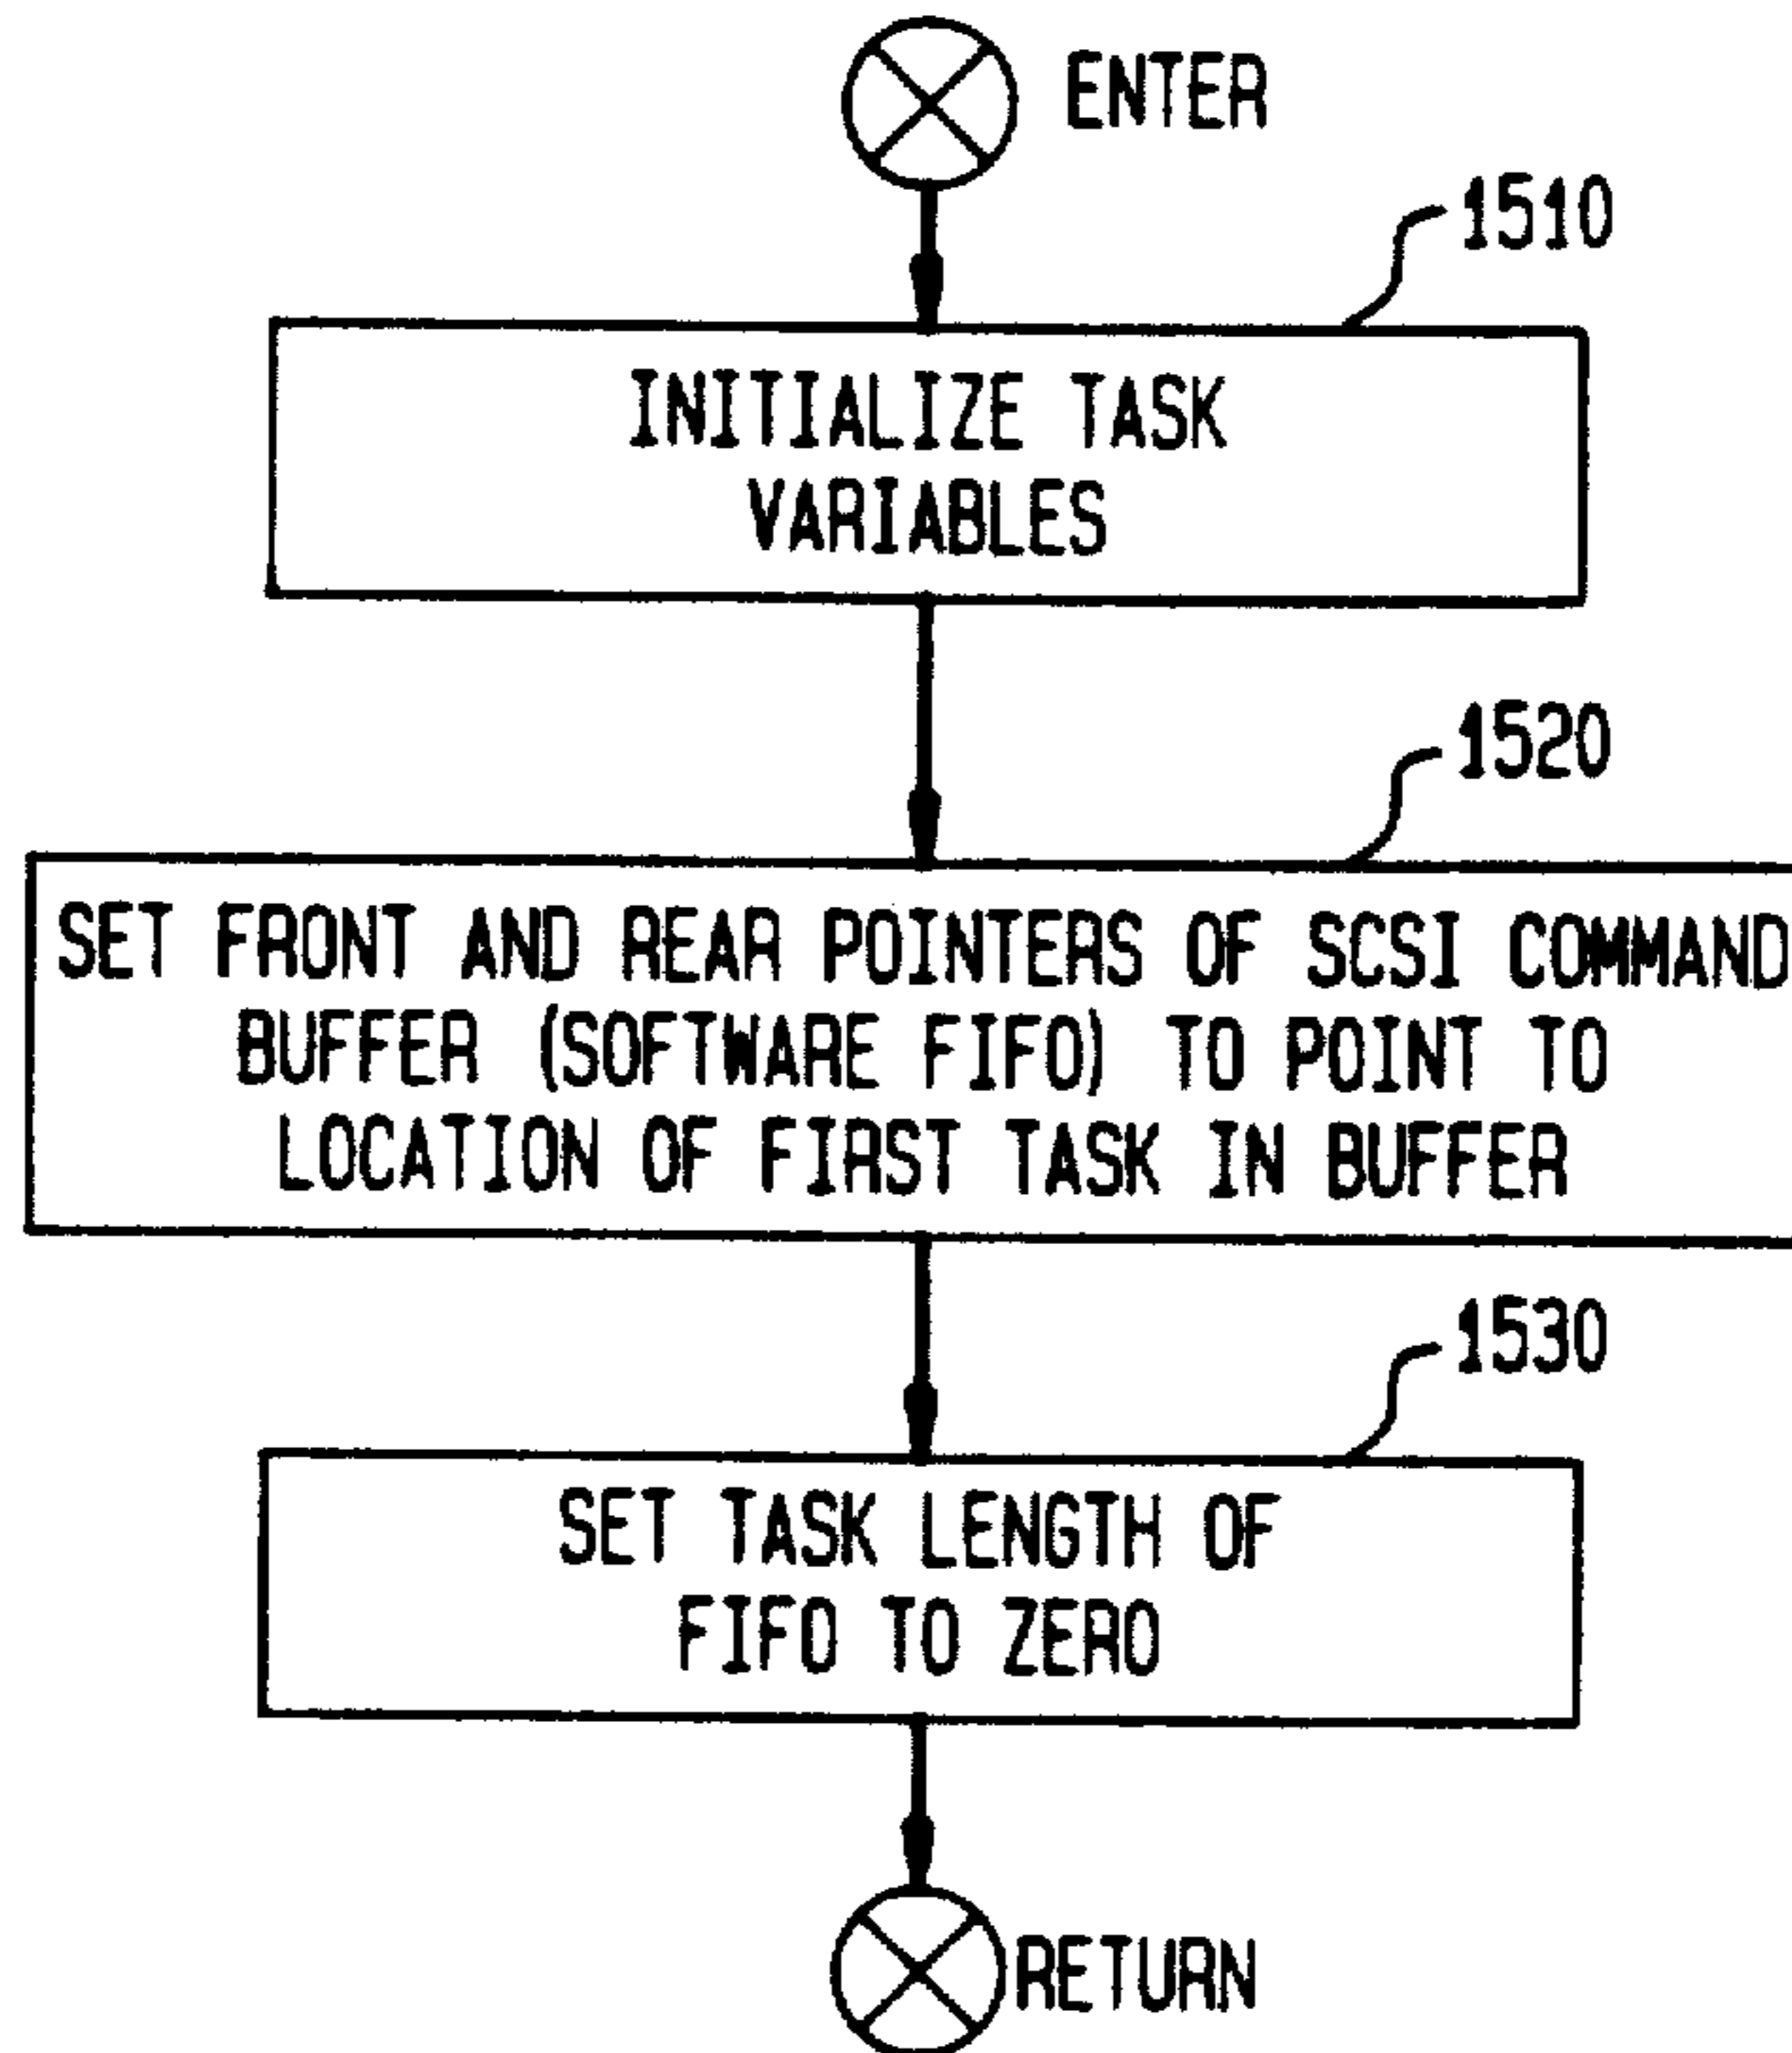 ENTER
1510
INITIALIZE TASK
VARIABLES
1520
SET FRONT AND REAR POINTERS OF SCSI COMMAND
BUFFER (SOFTWARE FIFO) TO POINT TO
LOCATION OF FIRST TASK IN BUFFER
1530
SET TASK LENGTH OF
FIFO TO ZERO
RETURN